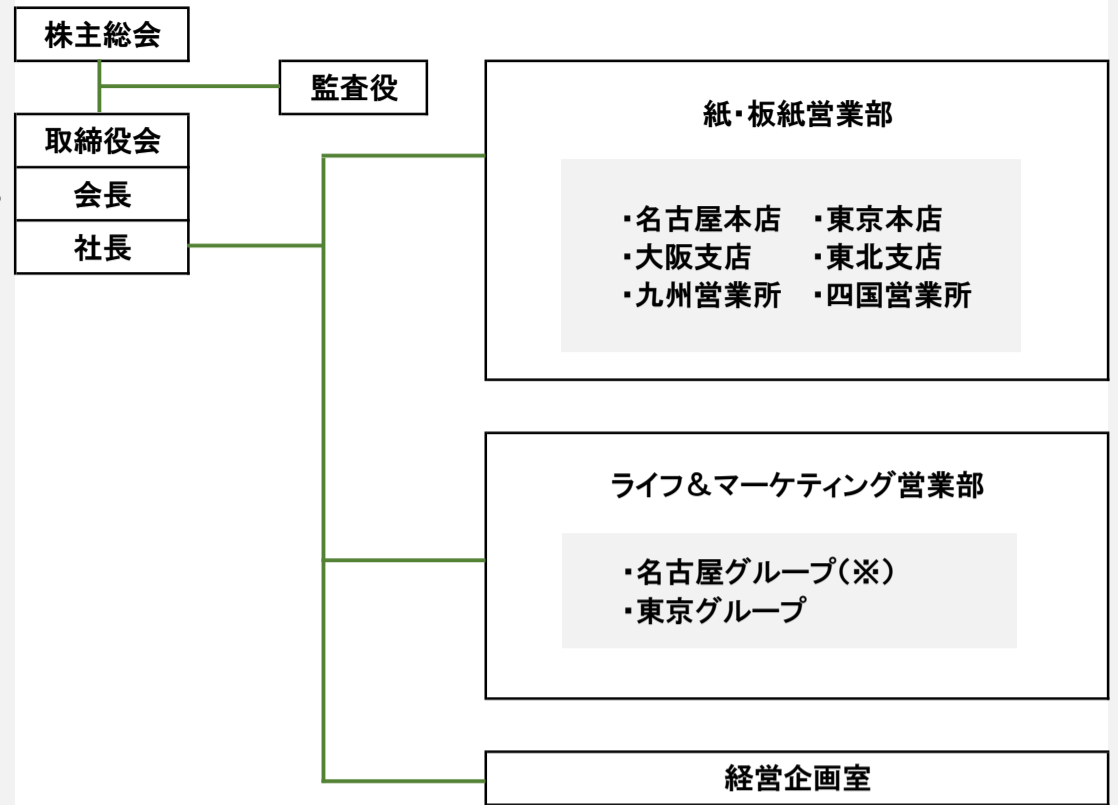 株主総会
監査役
取締役会
会長
社長
紙・板紙営業部
・名古屋本店 ・東京本店
・大阪支店 ・東北支店
・九州営業所 ・四国営業所
ライフ＆マーケティング営業部
・名古屋グループ（※）
・東京グループ
経営企画室